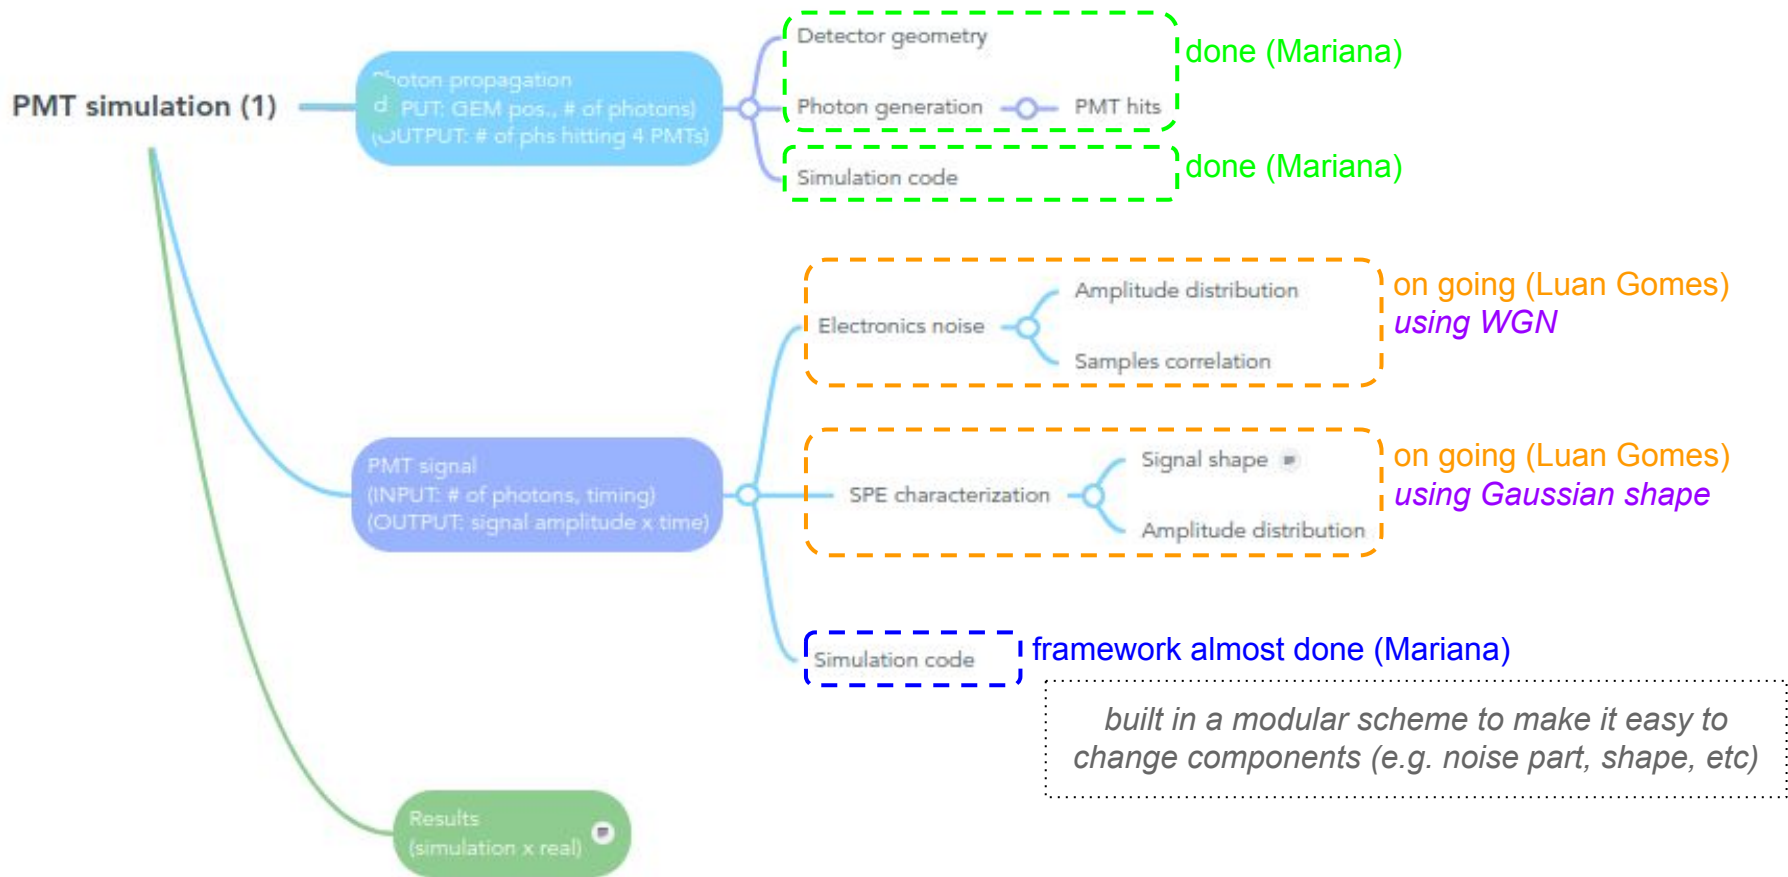 PMT simulation (1)
hoton propagation
d PUT: GEM pos., # of photons)
(OUTPUT: # of phs hitting 4 PMTs)
Detector geometry
Photon generation
PMT hits
done (Mariana)
Simulation code
done (Mariana)
PMT signal
(INPUT: # of photons, timing)
(OUTPUT: signal amplitude x time)
Electronics noise
Amplitude distribution
Samples correlation
on going (Luan Gomes)
using WGN
SPE characterization
Signal shape
Amplitude distribution
on going (Luan Gomes)
using Gaussian shape
Simulation code
framework almost done (Mariana)
built in a modular scheme to make it easy to
change components (e.g. noise part, shape, etc)
Results
(simulation x real)